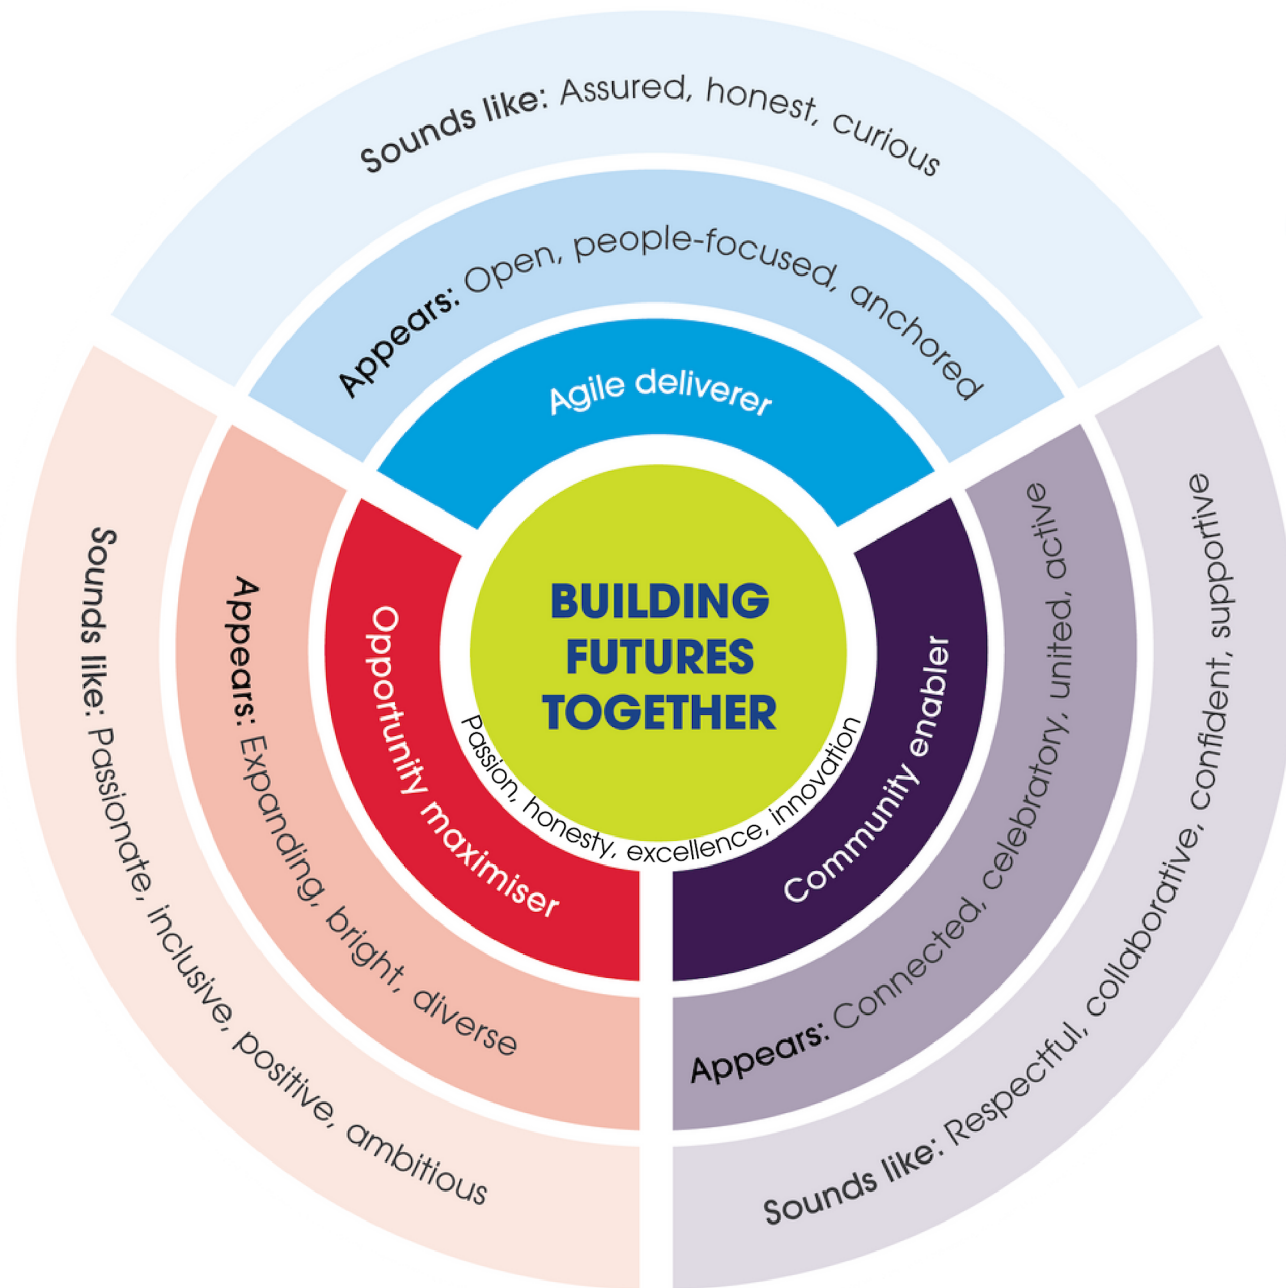 Sounds like: Assured, honest, curious
Appears: Open, people-focused, anchored
Agile deliverer
BUILDING
FUTURES
TOGETHER
Passion, honesty, excellence, innovation
Opportunity maximiser
Appears: Expanding, bright, diverse
Sounds like: Passionate, inclusive, positive, ambitious
Community enabler
Appears: Connected, celebratory, united, active
Sounds like: Respectful, collaborative, confident, supportive